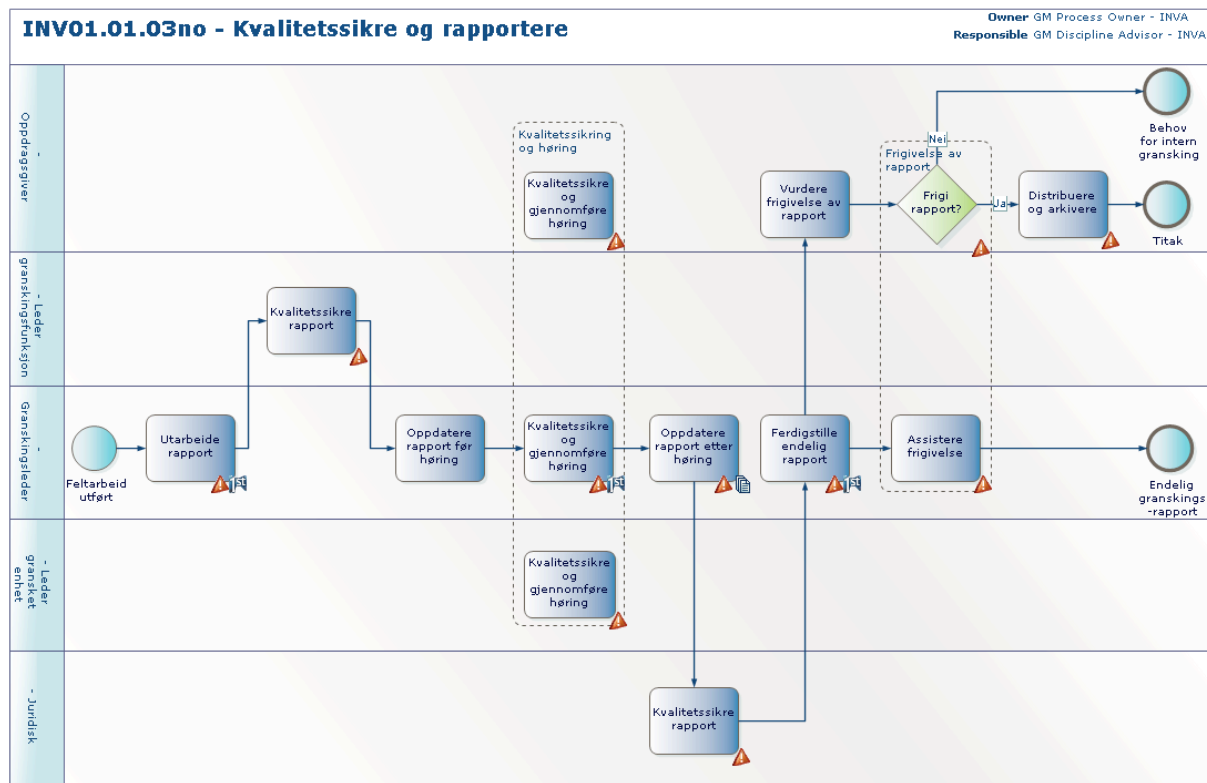 INV01.01.03no - Kvalitetssikre og rapportere
Owner GM Process Owner - INVA
Responsible GM Discipline Advisor - INVA
-
Oppdragsgiver
Kvalitetssikring
og høring
Kvalitetssikre
og
gjennomføre
høring
Vurdere
frigivelse av
rapport
Frigivelse av
rapport
Nei
Frigi
rapport?
Ja
Distribuere
og arkivere
Behov
for intern
gransking
Titak
- Leder
granskingsfunksjon
Kvalitetssikre
rapport
-
Granskingsleder
Feltarbeid
utført
Utarbeide
rapport
1st
Oppdatere
rapport før
høring
Kvalitetssikre
og
gjennomføre
høring
1st
Oppdatere
rapport etter
høring
Ferdigstille
endelig
rapport
1st
Assistere
frigivelse
Endelig
granskings
-rapport
- Leder
gransket
enhet
Kvalitetssikre
og
gjennomføre
høring
- Juridisk
Kvalitetssikre
rapport